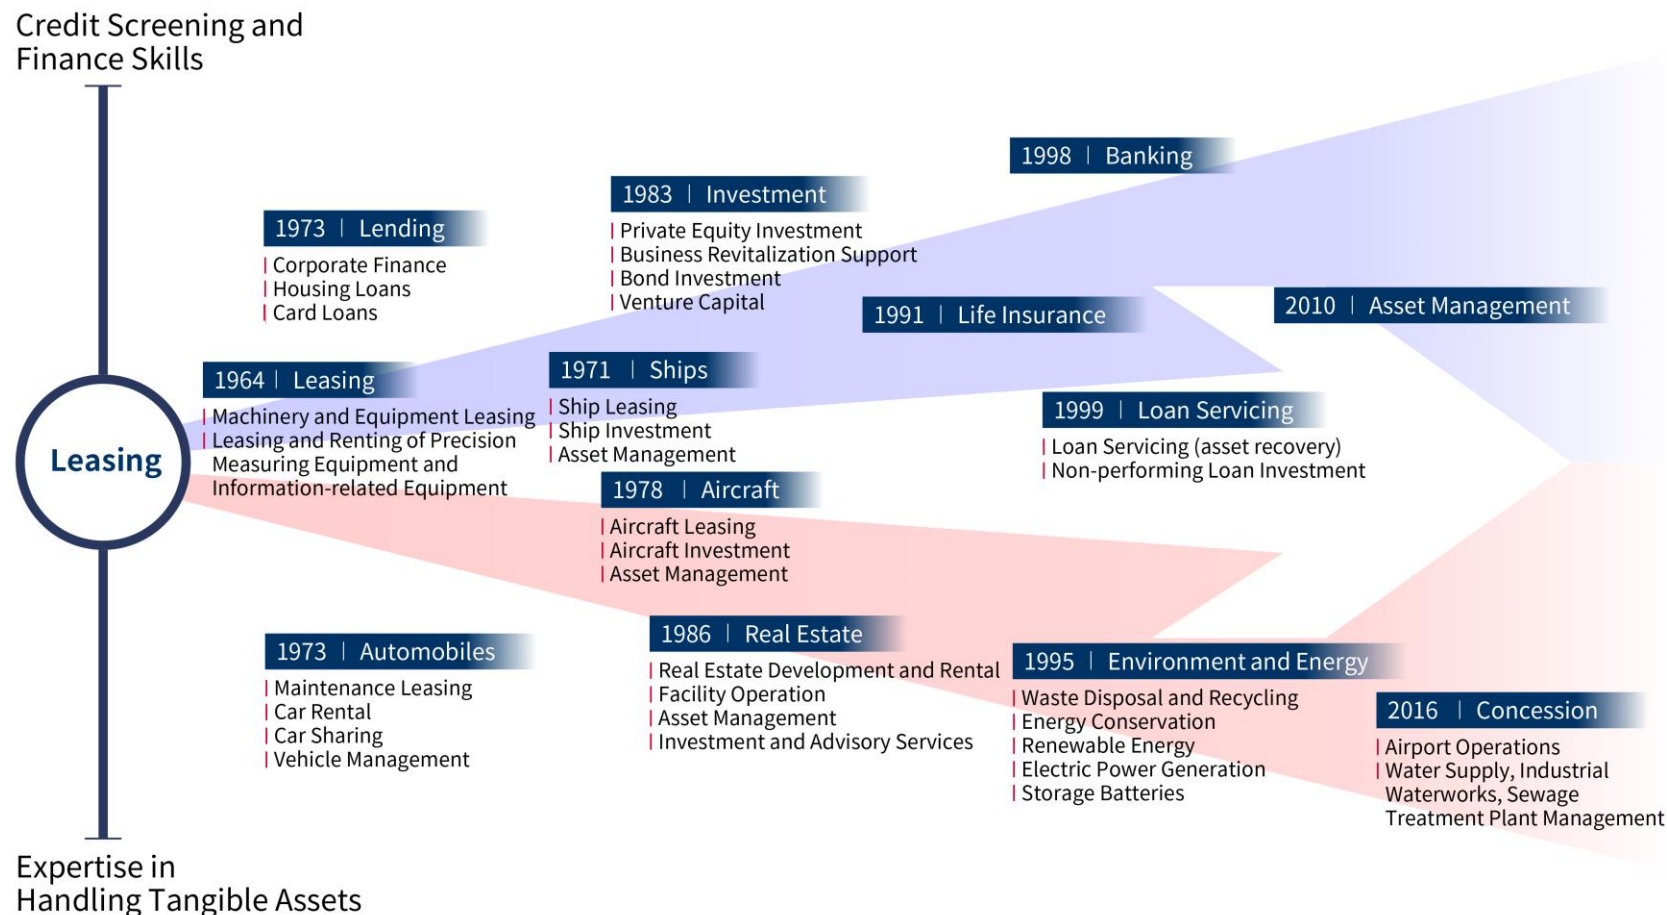 Credit Screening and
Finance Skills
1998 | Banking
1983 | Investment
Private Equity Investment
Business Revitalization Support
Bond Investment
Venture Capital
1973 | Lending
Corporate Finance
Housing Loans
Card Loans
1991 | Life Insurance
2010 | Asset Management
1964 | Leasing
Machinery and Equipment Leasing
Leasing and Renting of Precision
Measuring Equipment and
Information-related Equipment
1971 | Ships
Ship Leasing
Ship Investment
Asset Management
1999 | Loan Servicing
Loan Servicing (asset recovery)
Non-performing Loan Investment
Leasing
1978 | Aircraft
Aircraft Leasing
Aircraft Investment
Asset Management
1973 | Automobiles
Maintenance Leasing
Car Rental
Car Sharing
Vehicle Management
1986 | Real Estate
Real Estate Development and Rental
Facility Operation
Asset Management
Investment and Advisory Services
1995 | Environment and Energy
Waste Disposal and Recycling
Energy Conservation
Renewable Energy
Electric Power Generation
Storage Batteries
2016 | Concession
Airport Operations
Water Supply, Industrial
Waterworks, Sewage
Treatment Plant Management
Expertise in
Handling Tangible Assets